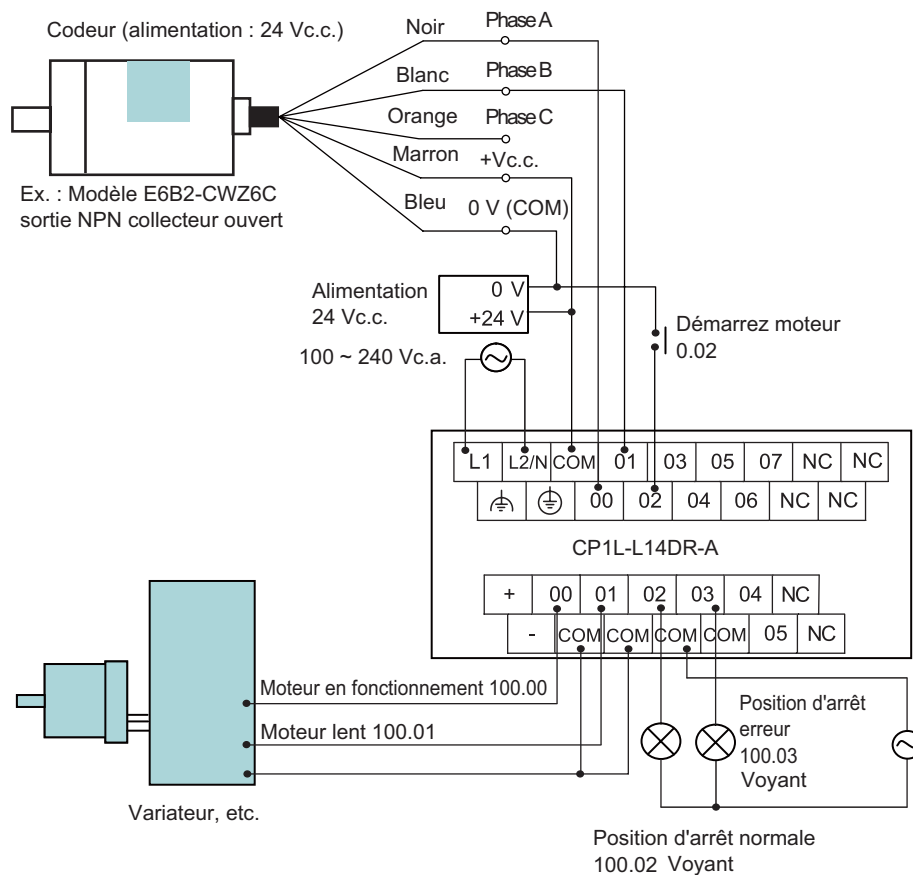 Codeur (alimentation : 24 Vc.c.)
Noir
Phase A
Blanc
Phase B
Orange
Phase C
Marron
+Vc.c.
Bleu
0 V (COM)
Ex. : Modèle E6B2-CWZ6C
sortie NPN collecteur ouvert
Alimentation
24 Vc.c.
0 V
+24 V
100 ~ 240 Vc.a.
Démarrez moteur
0.02
L1 L2/N COM 01 03 05 07 NC NC
00 02 04 06 NC NC
CP1L-L14DR-A
+ 00 01 02 03 04 NC
- COM COM COM COM 05 NC
Moteur en fonctionnement 100.00
Moteur lent 100.01
Variateur, etc.
Position d'arrêt
erreur
100.03
Voyant
Position d'arrêt normale
100.02 Voyant